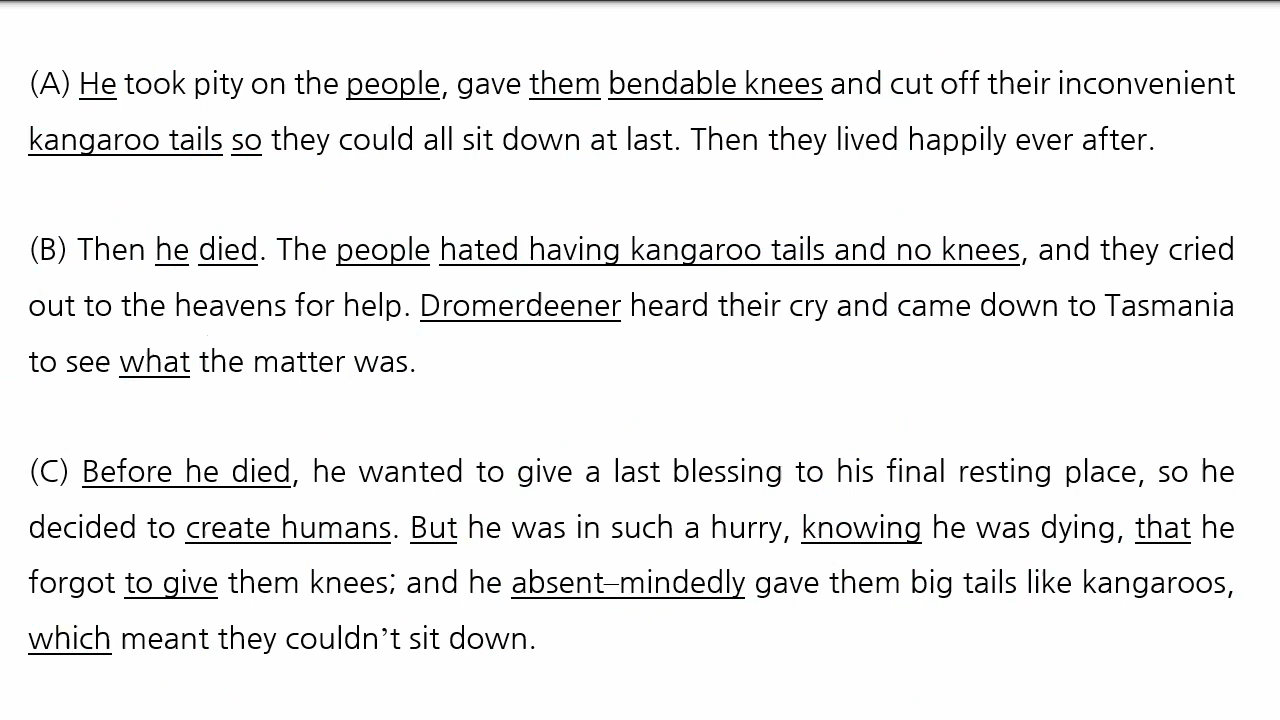 (A) He took pity on the people, gave them bendable knees and cut off their inconvenient
kangaroo tails so they could all sit down at last. Then they lived happily ever after.
(B) Then he died. The people hated having kangaroo tails and no knees, and they cried
out to the heavens for help. Dromerdeener heard their cry and came down to Tasmania
to see what the matter was.
(C) Before he died, he wanted to give a last blessing to his final resting place, so he
decided to create humans. But he was in such a hurry, knowing he was dying, that he
forgot to give them knees; and he absent–mindedly gave them big tails like kangaroos,
which meant they couldn’t sit down.